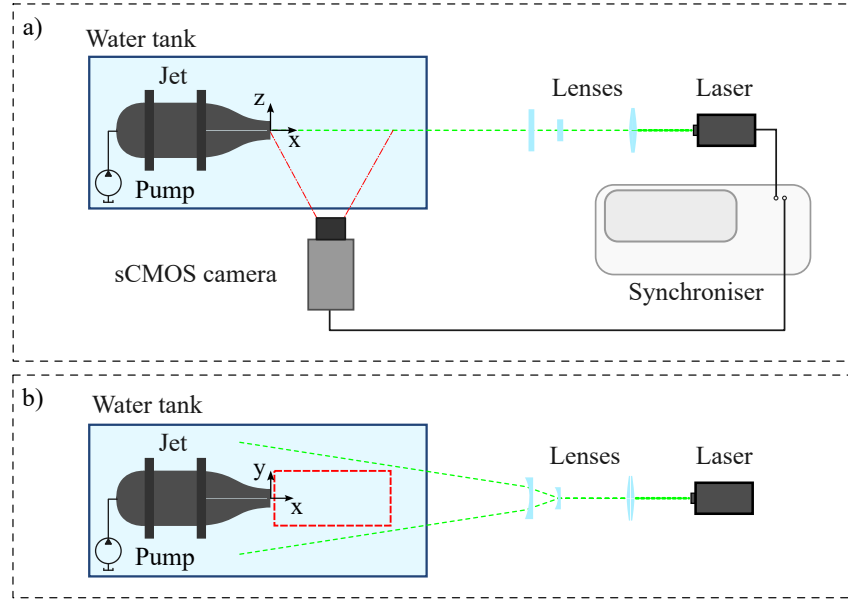 a)
Water tank
Jet
z
x
Pump
Lenses
Laser
sCMOS camera
Synchroniser
b)
Water tank
Jet
y
x
Pump
Lenses
Laser